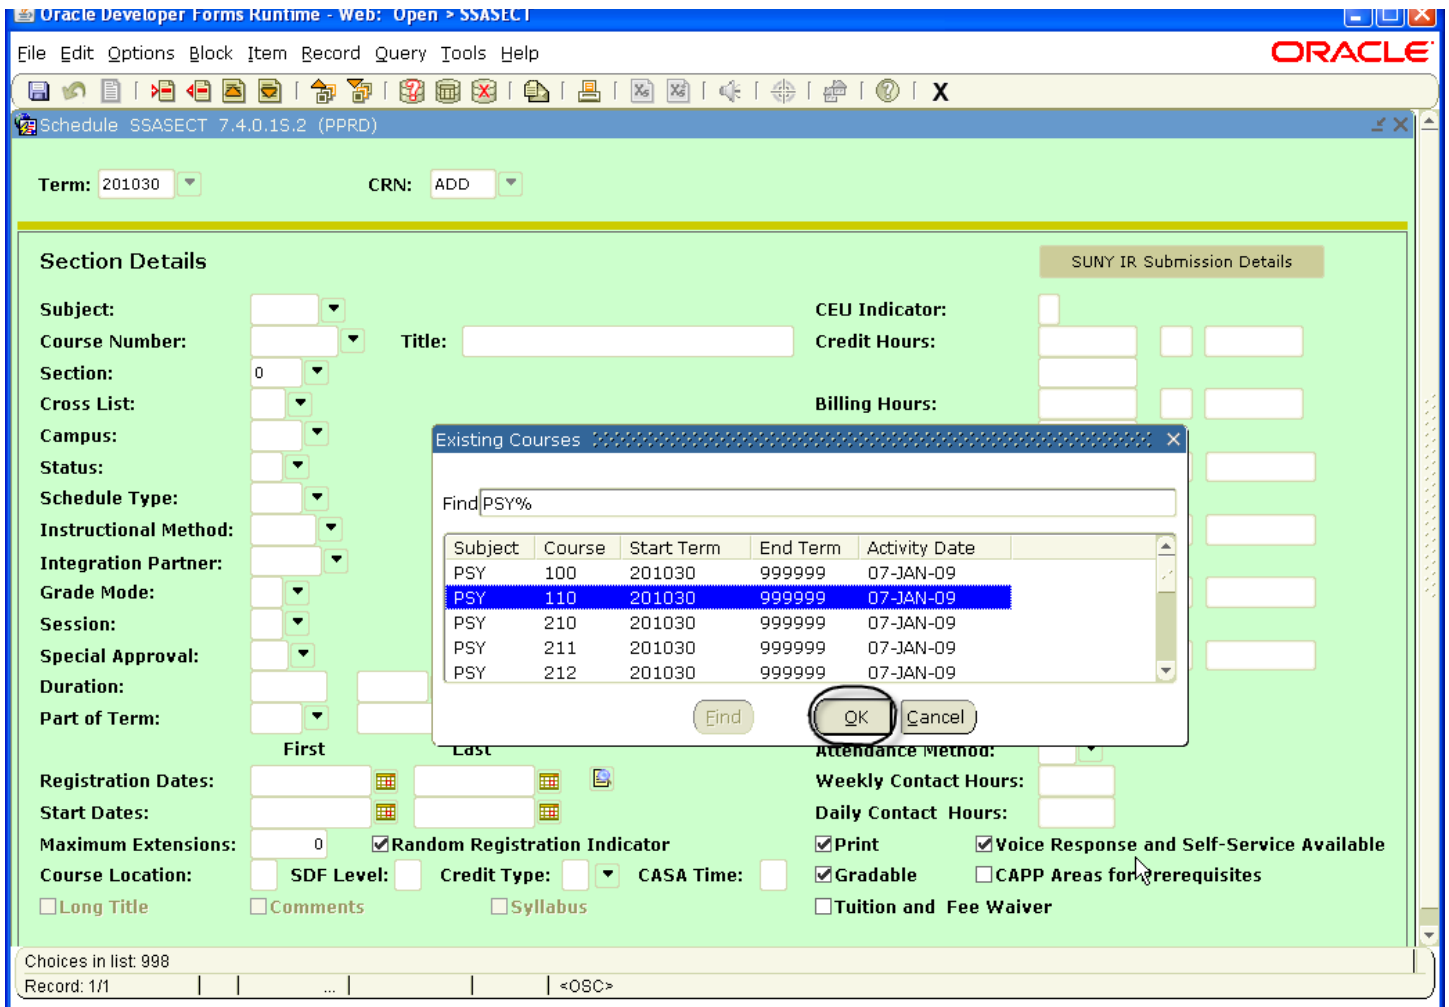 Oracle Developer Forms Runtime - Web: Open > SSASECT
File Edit Options Block Item Record Query Tools Help
ORACLE
X
Schedule SSASECT 7.4.0.1S.2 (PPRD)
Term: 201030 CRN: ADD
Section Details
SUNY IR Submission Details
Subject: CEU Indicator:
Course Number: Title: Credit Hours:
Section: 0
Cross List: Billing Hours:
Campus:
Existing Courses
Status:
Schedule Type:
Find PSY%
Instructional Method:
Subject Course Start Term End Term Activity Date
Integration Partner:
PSY 100 201030 999999 07-JAN-09
Grade Mode:
PSY 110 201030 999999 07-JAN-09
Session:
PSY 210 201030 999999 07-JAN-09
Special Approval:
PSY 211 201030 999999 07-JAN-09
PSY 212 201030 999999 07-JAN-09
Duration:
Part of Term:
Find OK Cancel
First Last Attendance Method:
Registration Dates: Weekly Contact Hours:
Start Dates: Daily Contact Hours:
Maximum Extensions: 0 Random Registration Indicator Print Voice Response and Self-Service Available
Course Location: SDF Level: Credit Type: CASA Time: Gradable CAPP Areas for Prerequisites
Long Title Comments Syllabus Tuition and Fee Waiver
Choices in list: 998
Record: 1/1 ... <OSC>